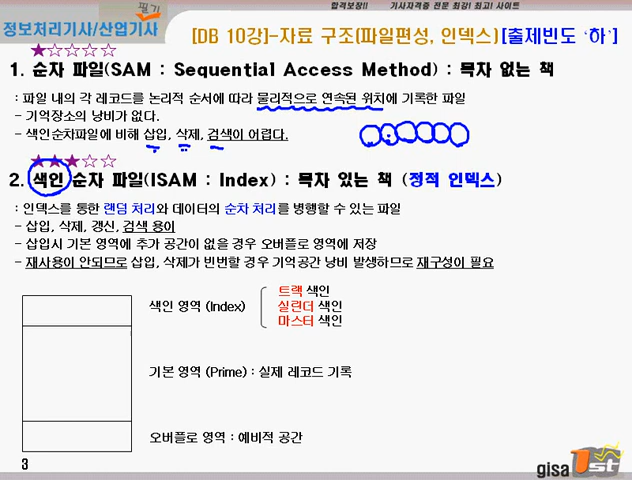 합격보장!! 기사자격증 전문 최강! 최고! 사이트
필기
정보처리기사/산업기사
[DB 10강]-자료 구조(파일편성, 인덱스)[출제빈도 '하']
★☆☆☆☆
1. 순차 파일(SAM : Sequential Access Method) : 목차 없는 책
: 파일 내의 각 레코드를 논리적 순서에 따라 물리적으로 연속된 위치에 기록한 파일
- 기억장소의 낭비가 없다.
- 색인순차파일에 비해 삽입, 삭제, 검색이 어렵다.
★★★☆☆
2. 색인 순차 파일(ISAM : Index) : 목차 있는 책 (정적 인덱스)
: 인덱스를 통한 랜덤 처리와 데이터의 순차 처리를 병행할 수 있는 파일
- 삽입, 삭제, 갱신, 검색 용이
- 삽입시 기본 영역에 추가 공간이 없을 경우 오버플로 영역에 저장
- 재사용이 안되므로 삽입, 삭제가 빈번할 경우 기억공간 낭비 발생하므로 재구성이 필요
색인 영역 (Index)
트랙 색인
실린더 색인
마스터 색인
기본 영역 (Prime) : 실제 레코드 기록
오버플로 영역 : 예비적 공간
3
gisa 1st